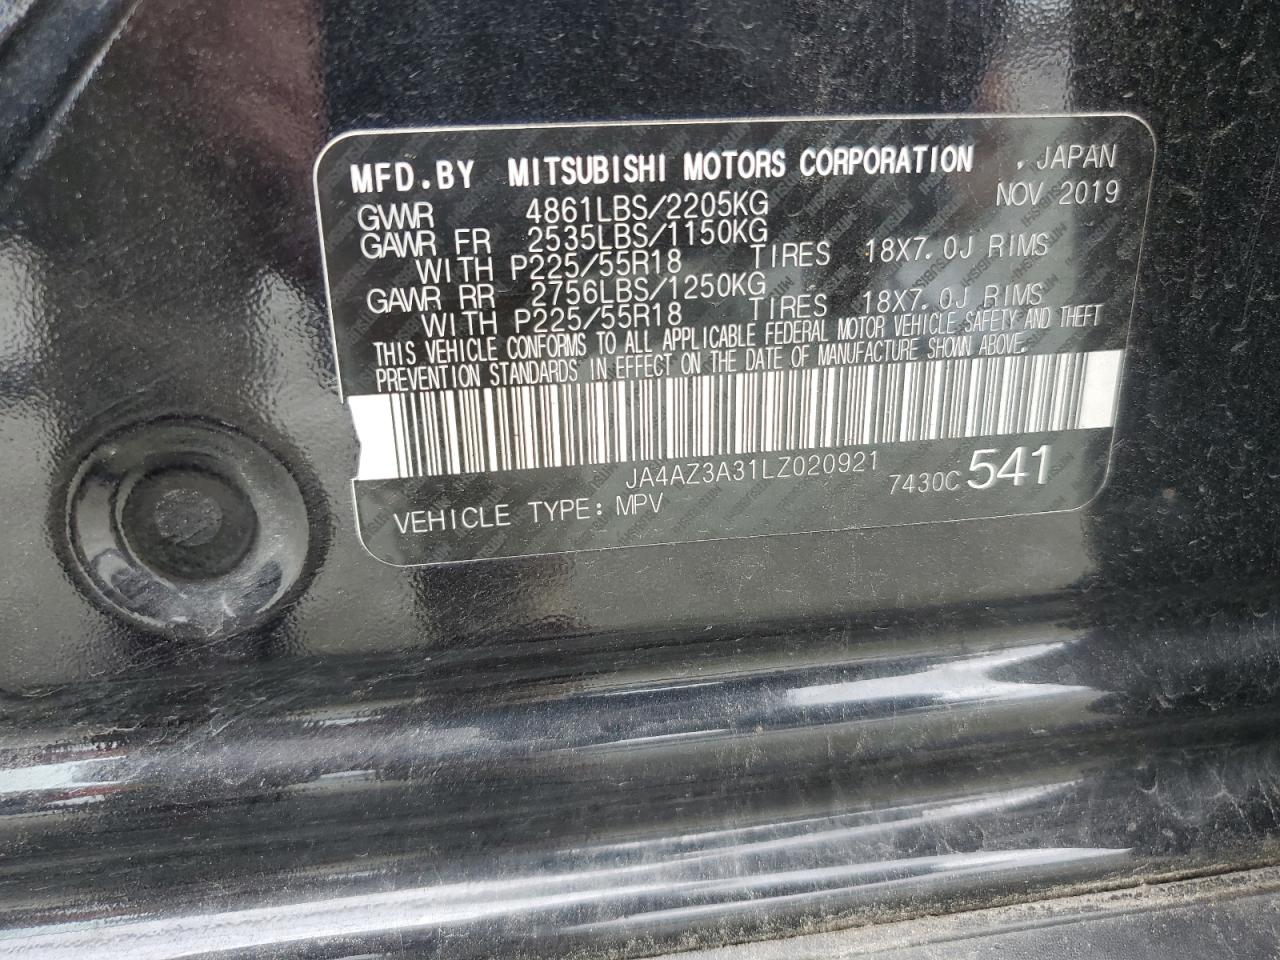 MFD.BY MITSUBISHI MOTORS CORPORATION . JAPAN
GVWR 4861LBS/2205KG NOV 2019
GAWR FR 2535LBS/1150KG
WITH P225/55R18 TIRES 18X7.0J RIMS
GAWR RR 2756LBS/1250KG
WITH P225/55R18 TIRES 18X7.0J RIMS
THIS VEHICLE CONFORMS TO ALL APPLICABLE FEDERAL MOTOR VEHICLE SAFETY AND THEFT
PREVENTION STANDARDS IN EFFECT ON THE DATE OF MANUFACTURE SHOWN ABOVE.
JA4AZ3A31LZ020921
VEHICLE TYPE: MPV 7430C 541